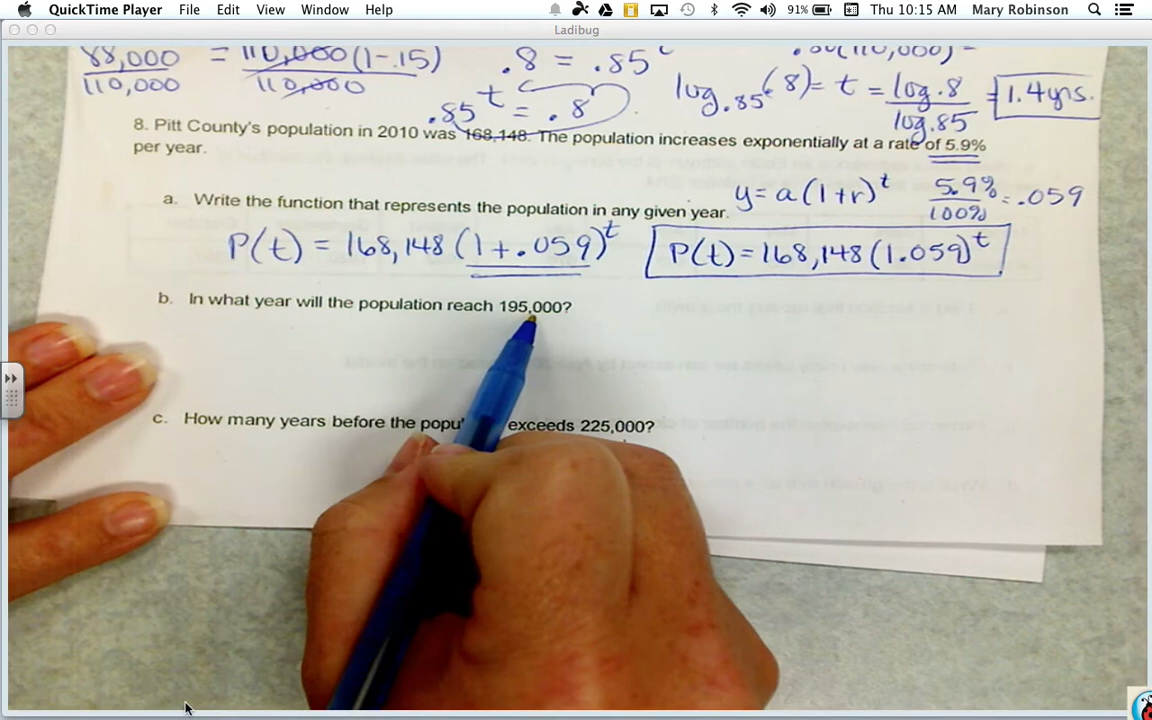 QuickTime Player File Edit View Window Help 91% Thu 10:15 AM Mary Robinson
Ladibug
88,000 / 110,000 = 110,000(1-.15) / 110,000
.8 = .85^t
.85^t = .8
log.85(.8) = t = log.8 / log.85 = 1.4yrs.
8. Pitt County's population in 2010 was 168,148. The population increases exponentially at a rate of 5.9%
per year.
y = a(1+r)^t
5.9% / 100% = .059
a. Write the function that represents the population in any given year.
P(t) = 168,148 (1+.059)^t
P(t) = 168,148 (1.059)^t
b. In what year will the population reach 195,000?
c. How many years before the popu exceeds 225,000?